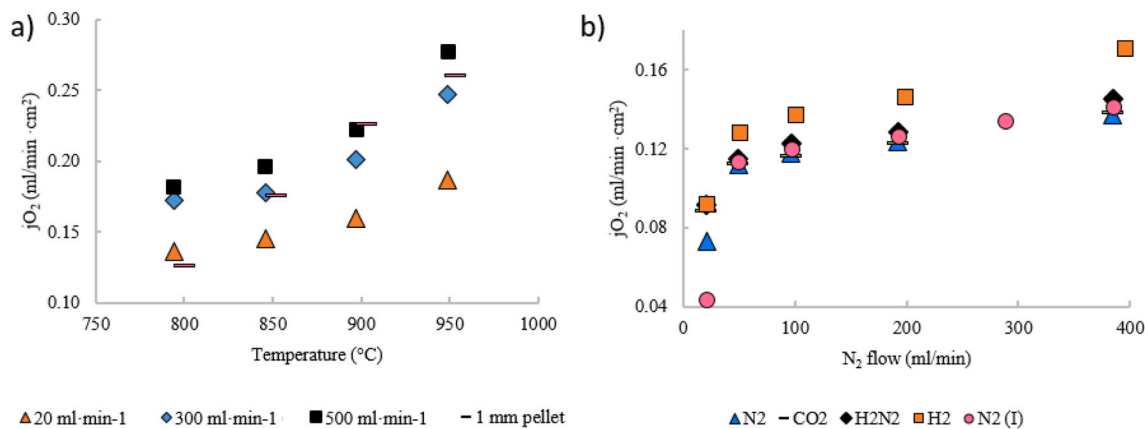 a)
0.30
0.25
0.20
0.15
0.10
jO₂ (ml/min ·cm²)
750 800 850 900 950 1000
Temperature (°C)
20 ml·min-1 300 ml·min-1 500 ml·min-1 1 mm pellet
b)
0.16
0.12
0.08
0.04
jO₂ (ml/min ·cm²)
0 100 200 300 400
N₂ flow (ml/min)
N2 CO2 H2N2 H2 N2 (I)